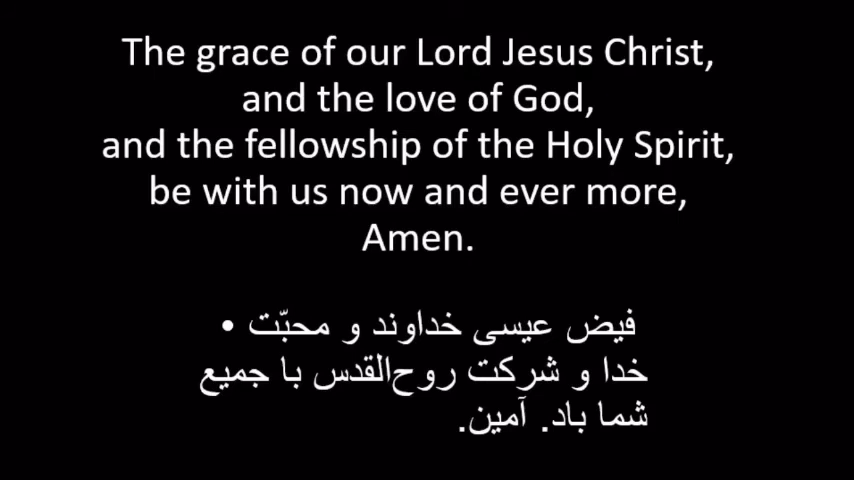 The grace of our Lord Jesus Christ,
and the love of God,
and the fellowship of the Holy Spirit,
be with us now and ever more,
Amen.
فیض عیسی خداوند و محبّت •
خدا و شرکت روح‌القدس با جمیع
شما باد. آمین.